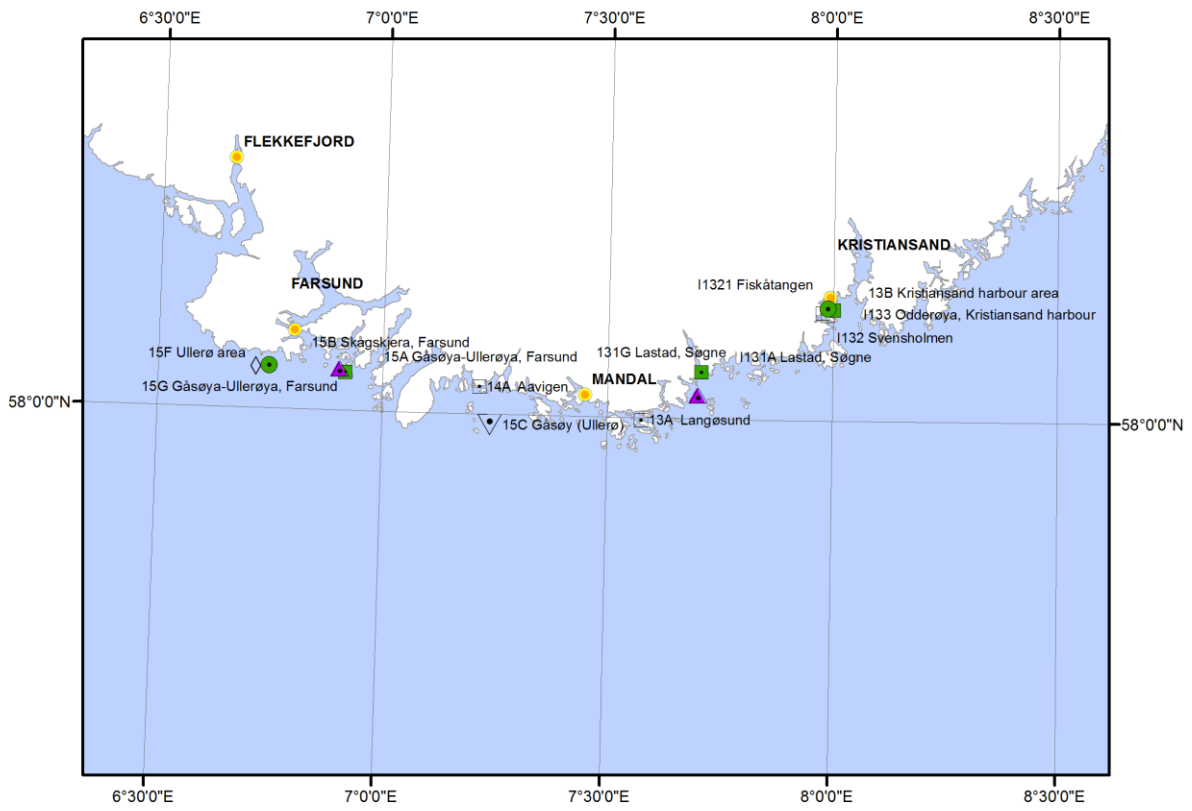 6°30'0"E
7°0'0"E
7°30'0"E
8°0'0"E
8°30'0"E
FLEKKEFJORD
KRISTIANSAND
FARSUND
I1321 Fiskåtangen
13B Kristiansand harbour area
I133 Odderøya, Kristiansand harbour
I132 Svensholmen
15B Skågskjera, Farsund
15F Ullerø area
15A Gåsøya-Ullerøya, Farsund
131G Lastad, Søgne
I131A Lastad, Søgne
15G Gåsøya-Ullerøya, Farsund
14A Aavigen
MANDAL
58°0'0"N
15C Gåsøy (Ullerø)
13A Langøsund
58°0'0"N
6°30'0"E
7°0'0"E
7°30'0"E
8°0'0"E
8°30'0"E